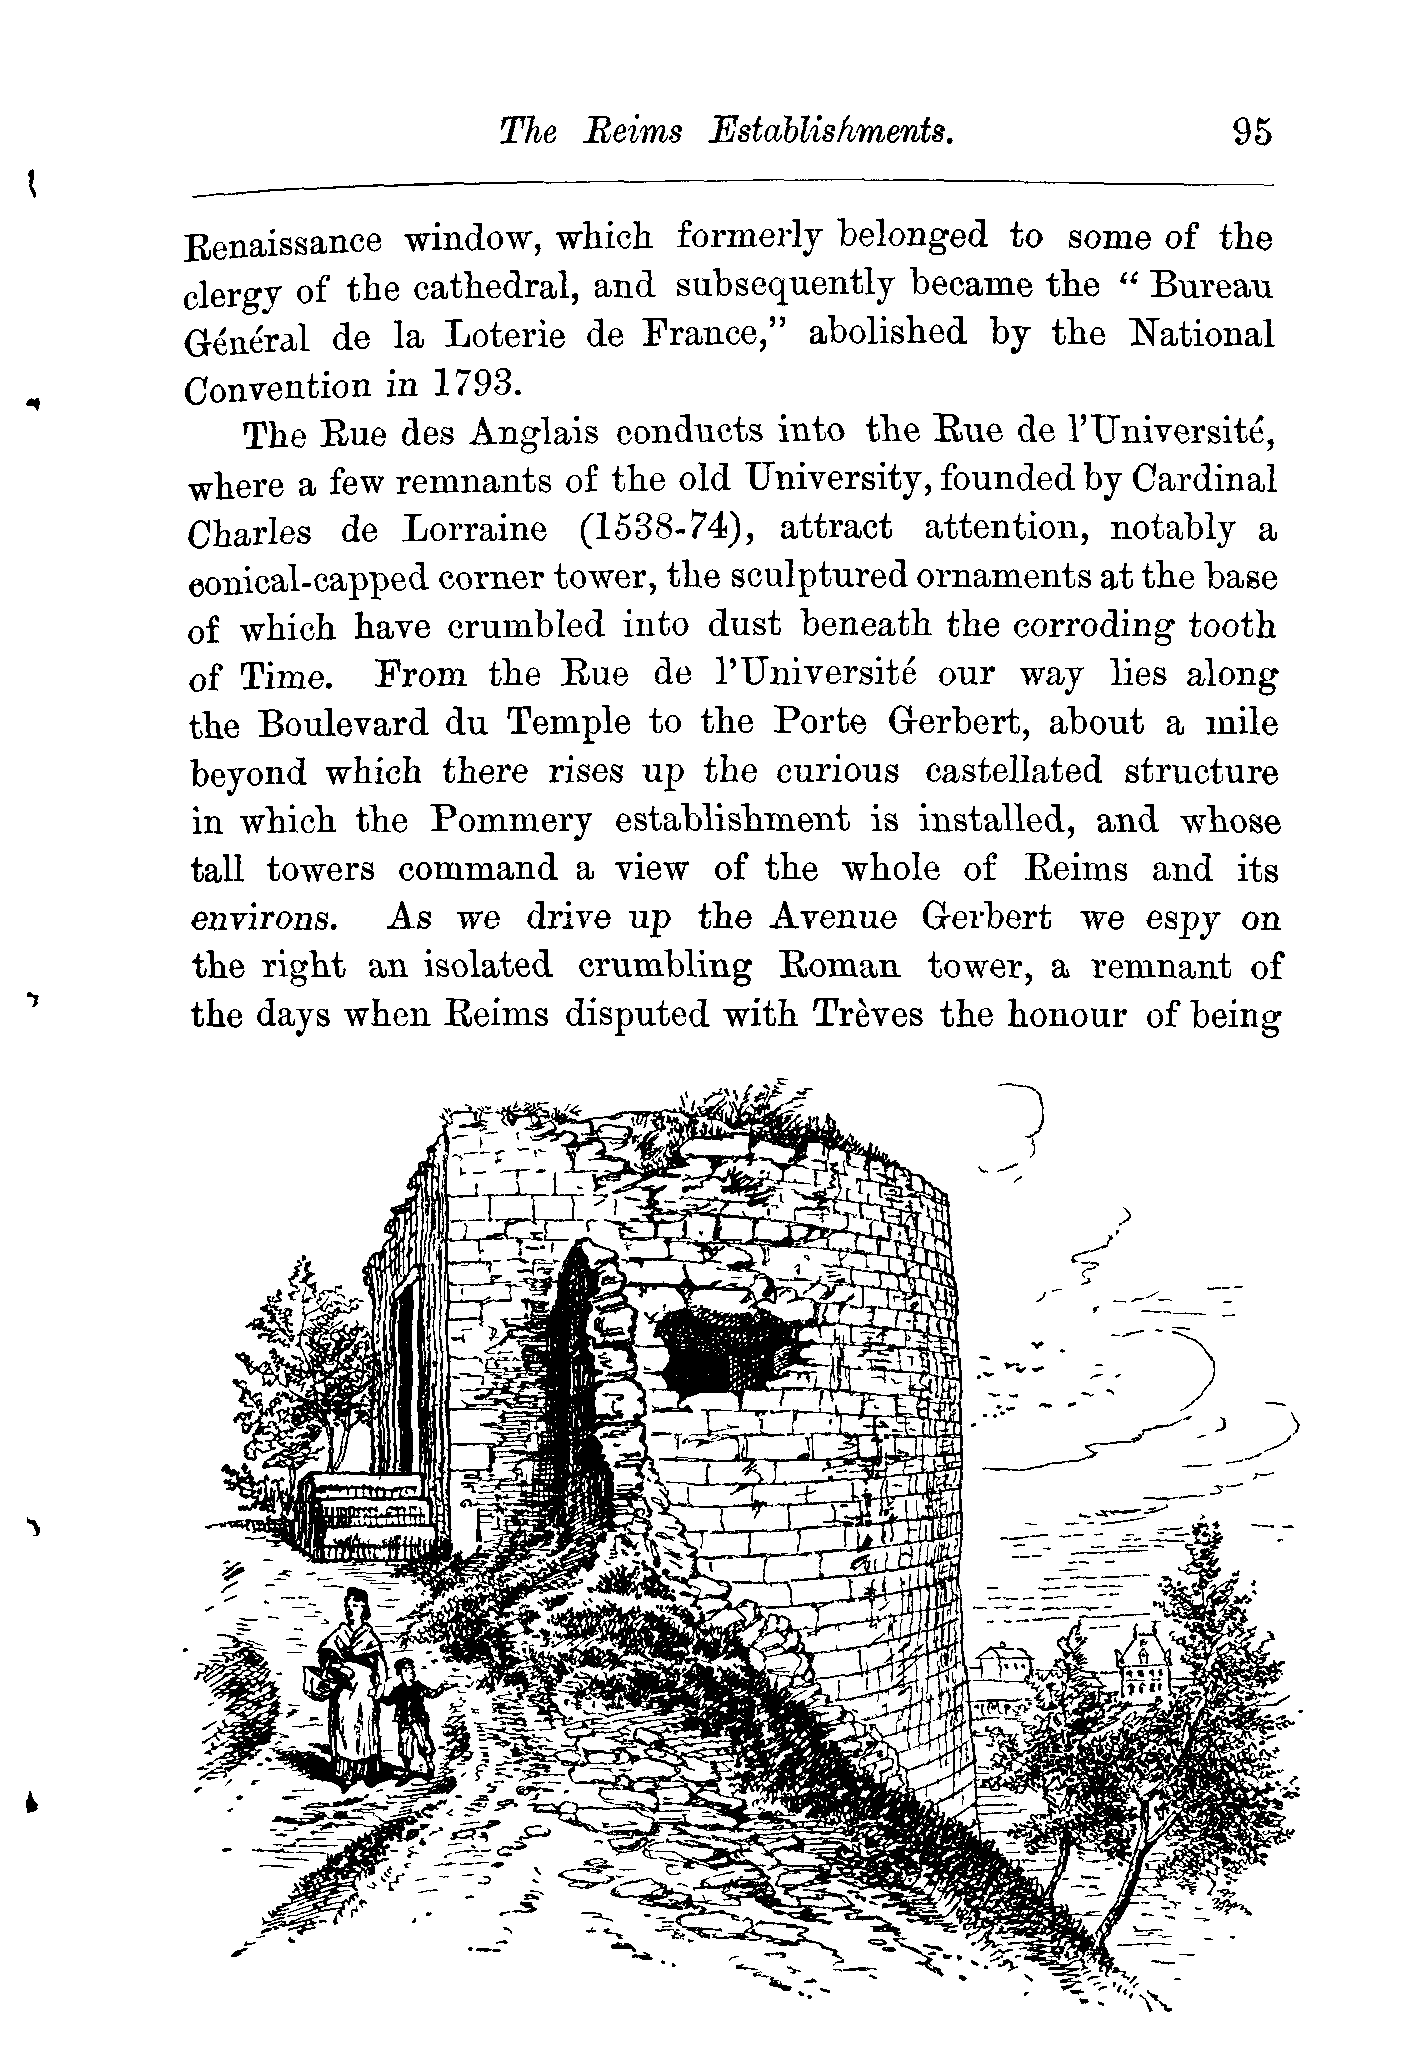 The Reims Establishments. 95
Renaissance window, which formerly belonged to some of the
clergy of the cathedral, and subsequently became the “ Bureau
Général de la Loterie de France,” abolished by the National
Convention in 1793.
The Rue des Anglais conducts into the Rue de l’Université,
where a few remnants of the old University, founded by Cardinal
Charles de Lorraine (1538-74), attract attention, notably a
conical-capped corner tower, the sculptured ornaments at the base
of which have crumbled into dust beneath the corroding tooth
of Time. From the Rue de l’Université our way lies along
the Boulevard du Temple to the Porte Gerbert, about a mile
beyond which there rises up the curious castellated structure
in which the Pommery establishment is installed, and whose
tall towers command a view of the whole of Reims and its
environs. As we drive up the Avenue Gerbert we espy on
the right an isolated crumbling Roman tower, a remnant of
the days when Reims disputed with Trèves the honour of being